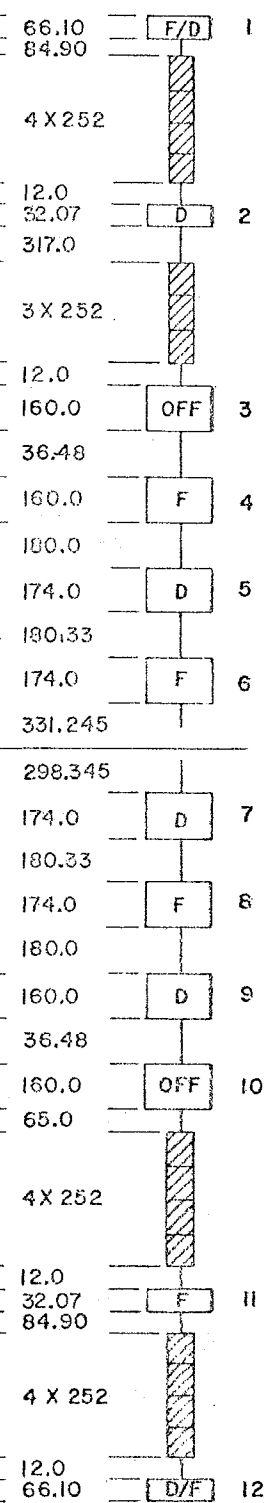 66.10 F/D 1
84.90
4 X 252
12.0
32.07 D 2
317.0
3 X 252
12.0
160.0 OFF 3
36.48
160.0 F 4
180.0
174.0 D 5
180.33
174.0 F 6
331.245
298.345
174.0 D 7
180.33
174.0 F 8
180.0
160.0 D 9
36.48
160.0 OFF 10
65.0
4 X 252
12.0
32.07 F 11
84.90
4 X 252
12.0
66.10 D/F 12